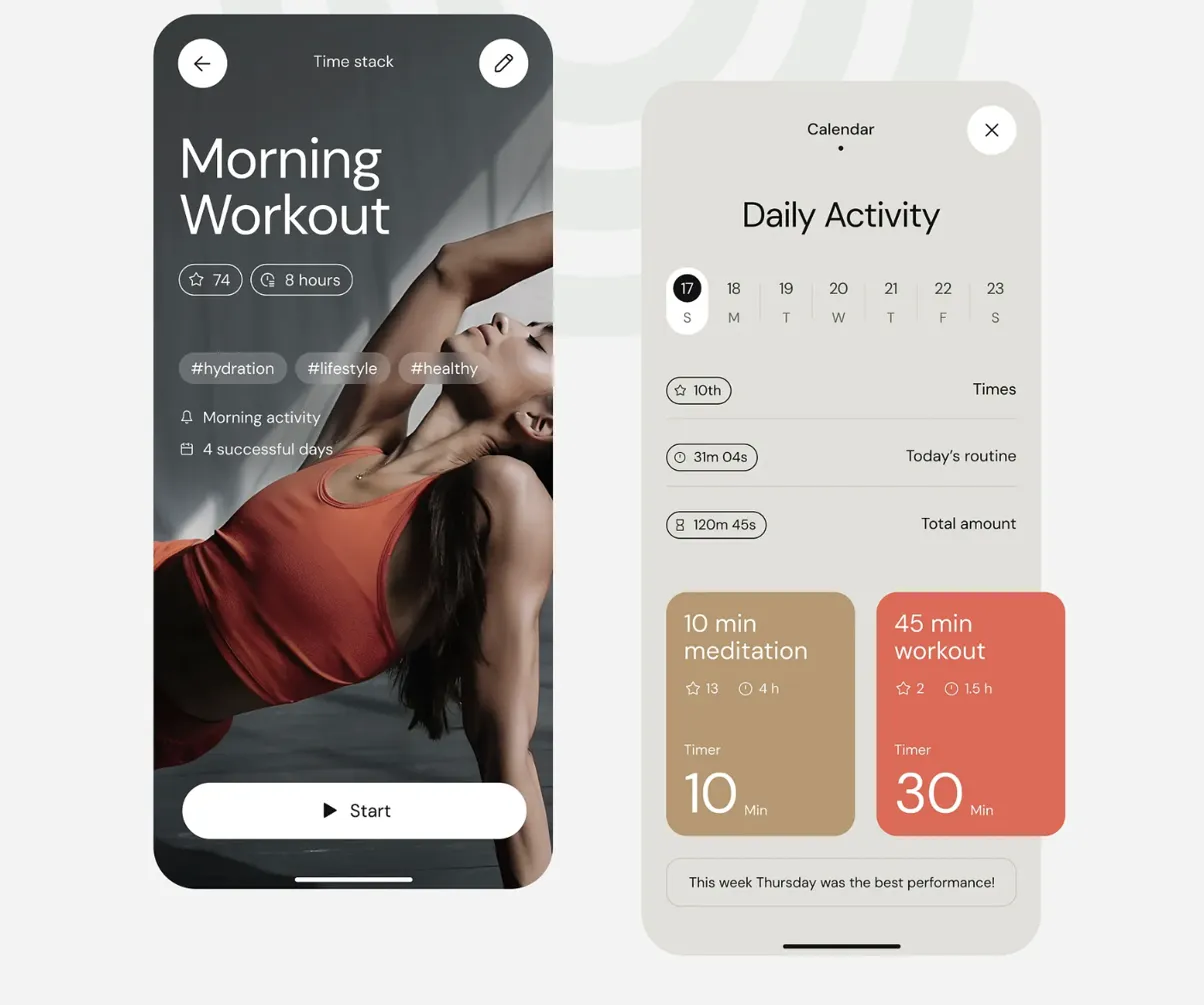 Time stack
Morning
Workout
74
8 hours
#hydration
#lifestyle
#healthy
Morning activity
4 successful days
Start
Calendar
Daily Activity
17 18 19 20 21 22 23
S M T W T F S
10th
Times
31m 04s
Today's routine
120m 45s
Total amount
10 min
meditation
13
4 h
Timer
10 Min
45 min
workout
2
1.5 h
Timer
30 Min
This week Thursday was the best performance!